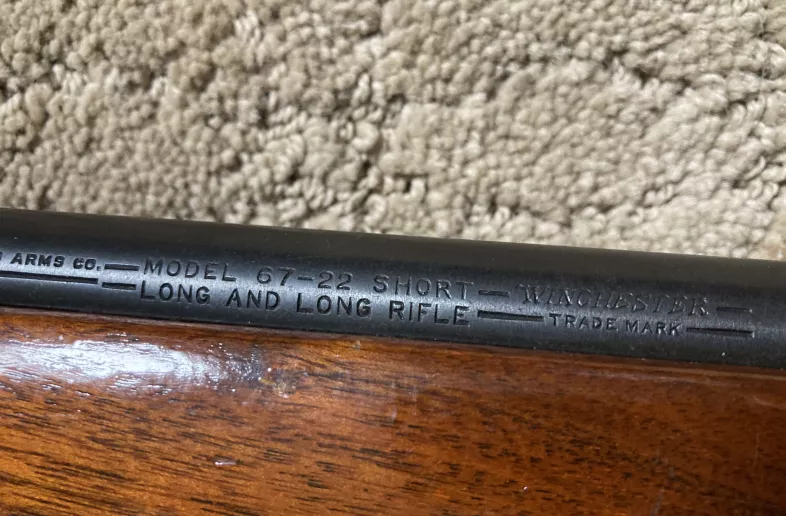 ARMS CO.
MODEL 67-22 SHORT
LONG AND LONG RIFLE
WINCHESTER
TRADE MARK